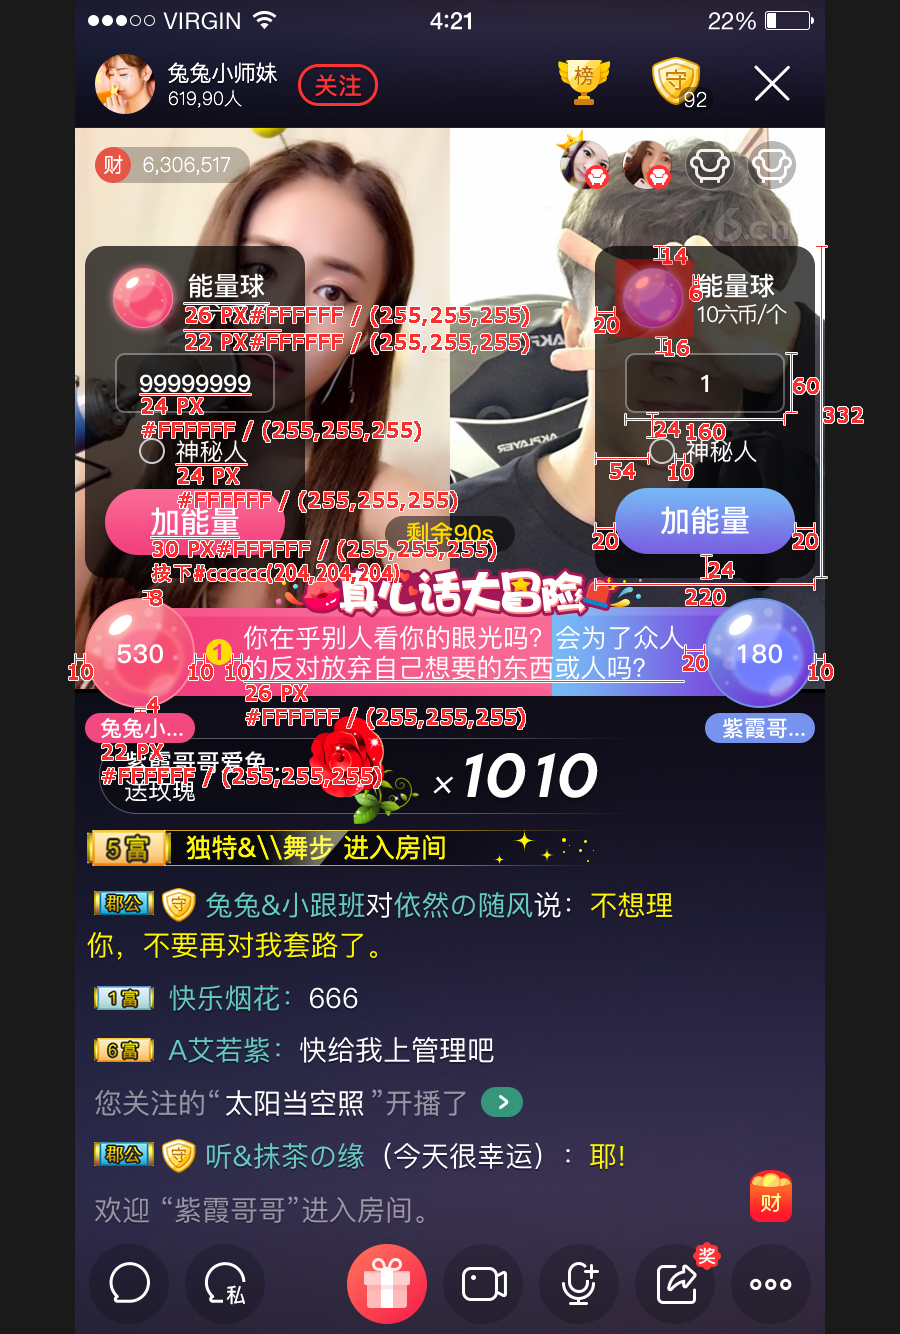 VIRGIN 4:21 22%
兔兔小师妹
619,90人
关注
榜
守
92
财 6,306,517
6.cn
14
能量球
能量球
6
10六币/个
20
26 PX#FFFFFF / (255,255,255)
22 PX#FFFFFF / (255,255,255)
16
AKPLAYER
99999999
1
60
24 PX
332
#FFFFFF / (255,255,255)
24 160
神秘人
神秘人
54
10
24 PX
#FFFFFF / (255,255,255)
加能量
加能量
剩余90s
20
20
30 PX#FFFFFF / (255,255,255)
按下#cccccc(204,204,204)
24
220
8
真心话大冒险
530
1
你在乎别人看你的眼光吗？会为了众人
的反对放弃自己想要的东西或人吗？
180
10
10
10
20
10
26 PX
4
#FFFFFF / (255,255,255)
兔兔小...
紫霞哥...
22 PX
紫霞哥哥爱兔...
#FFFFFF / (255,255,255)
送玫瑰
×1010
5富 独特&\\舞步 进入房间
郡公 守 兔兔&小跟班对依然の随风说：不想理
你，不要再对我套路了。
1富 快乐烟花：666
6富 A艾若紫：快给我上管理吧
您关注的“太阳当空照”开播了
郡公 守 听&抹茶の缘（今天很幸运）：耶!
财
欢迎 “紫霞哥哥”进入房间。
私
奖